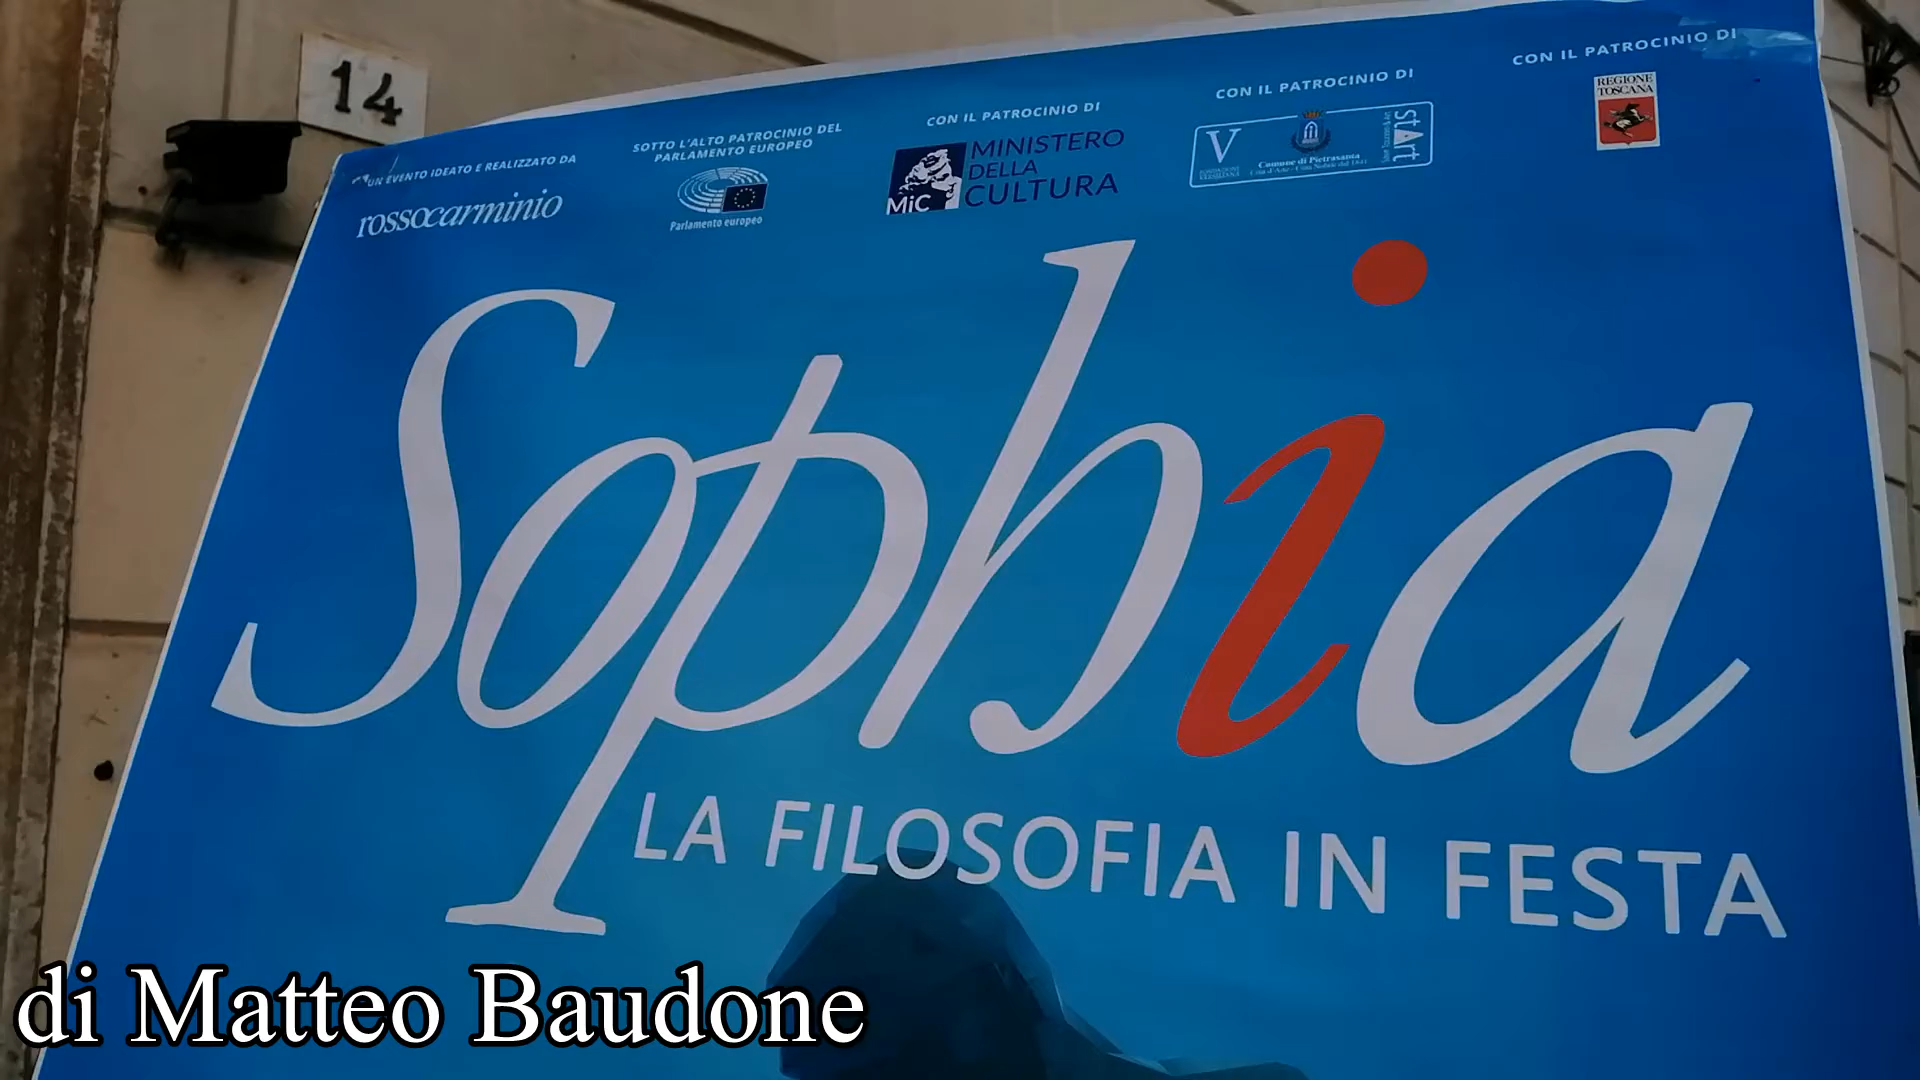 14
UN EVENTO IDEATO E REALIZZATO DA
rossocarminio
SOTTO L'ALTO PATROCINIO DEL
PARLAMENTO EUROPEO
Parlamento europeo
CON IL PATROCINIO DI
MiC
MINISTERO
DELLA
CULTURA
CON IL PATROCINIO DI
V
Comune di Pietrasanta
stArt
CON IL PATROCINIO DI
REGIONE
TOSCANA
Sophia
LA FILOSOFIA IN FESTA
di Matteo Baudone